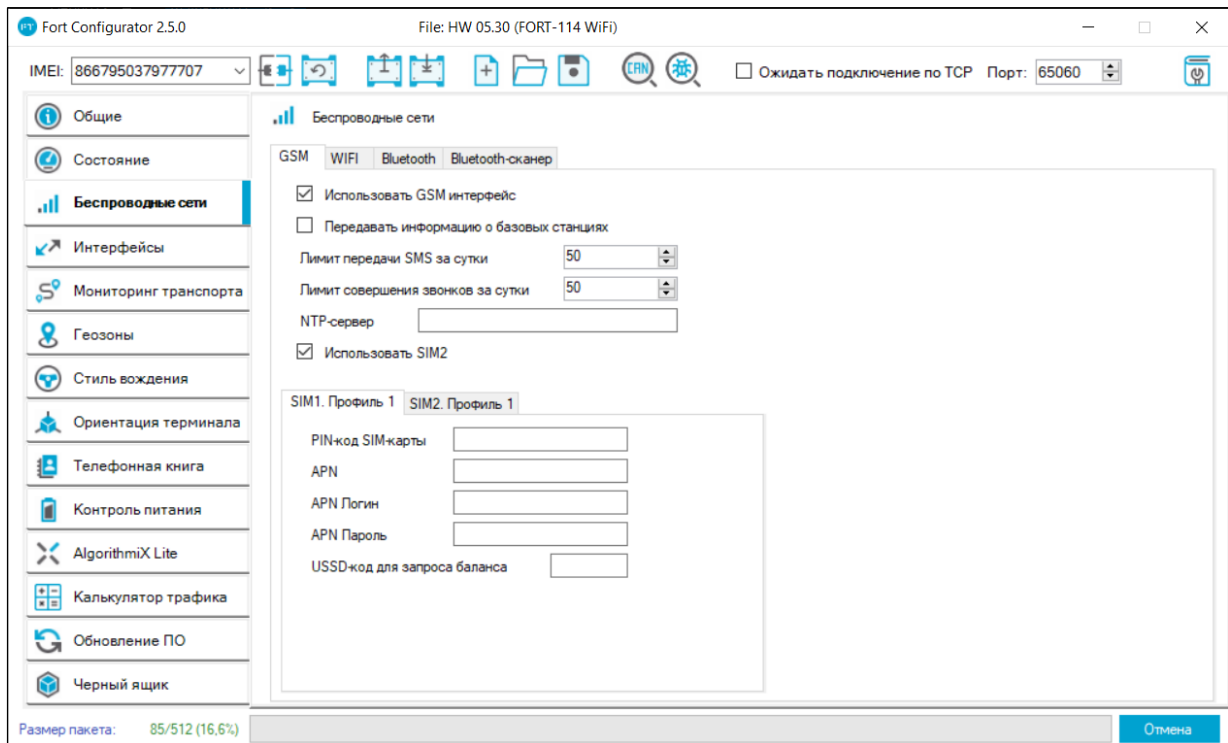 FT Fort Configurator 2.5.0 File: HW 05.30 (FORT-114 WiFi)
IMEI: 866795037977707 CAN Ожидать подключение по TCP Порт: 65060
Общие
Состояние
Беспроводные сети
Интерфейсы
Мониторинг транспорта
Геозоны
Стиль вождения
Ориентация терминала
Телефонная книга
Контроль питания
AlgorithmiX Lite
Калькулятор трафика
Обновление ПО
Черный ящик
Беспроводные сети
GSM WIFI Bluetooth Bluetooth-сканер
Использовать GSM интерфейс
Передавать информацию о базовых станциях
Лимит передачи SMS за сутки 50
Лимит совершения звонков за сутки 50
NTP-сервер
Использовать SIM2
SIM1. Профиль 1 SIM2. Профиль 1
PIN-код SIM-карты
APN
APN Логин
APN Пароль
USSD-код для запроса баланса
Размер пакета: 85/512 (16,6%) Отмена